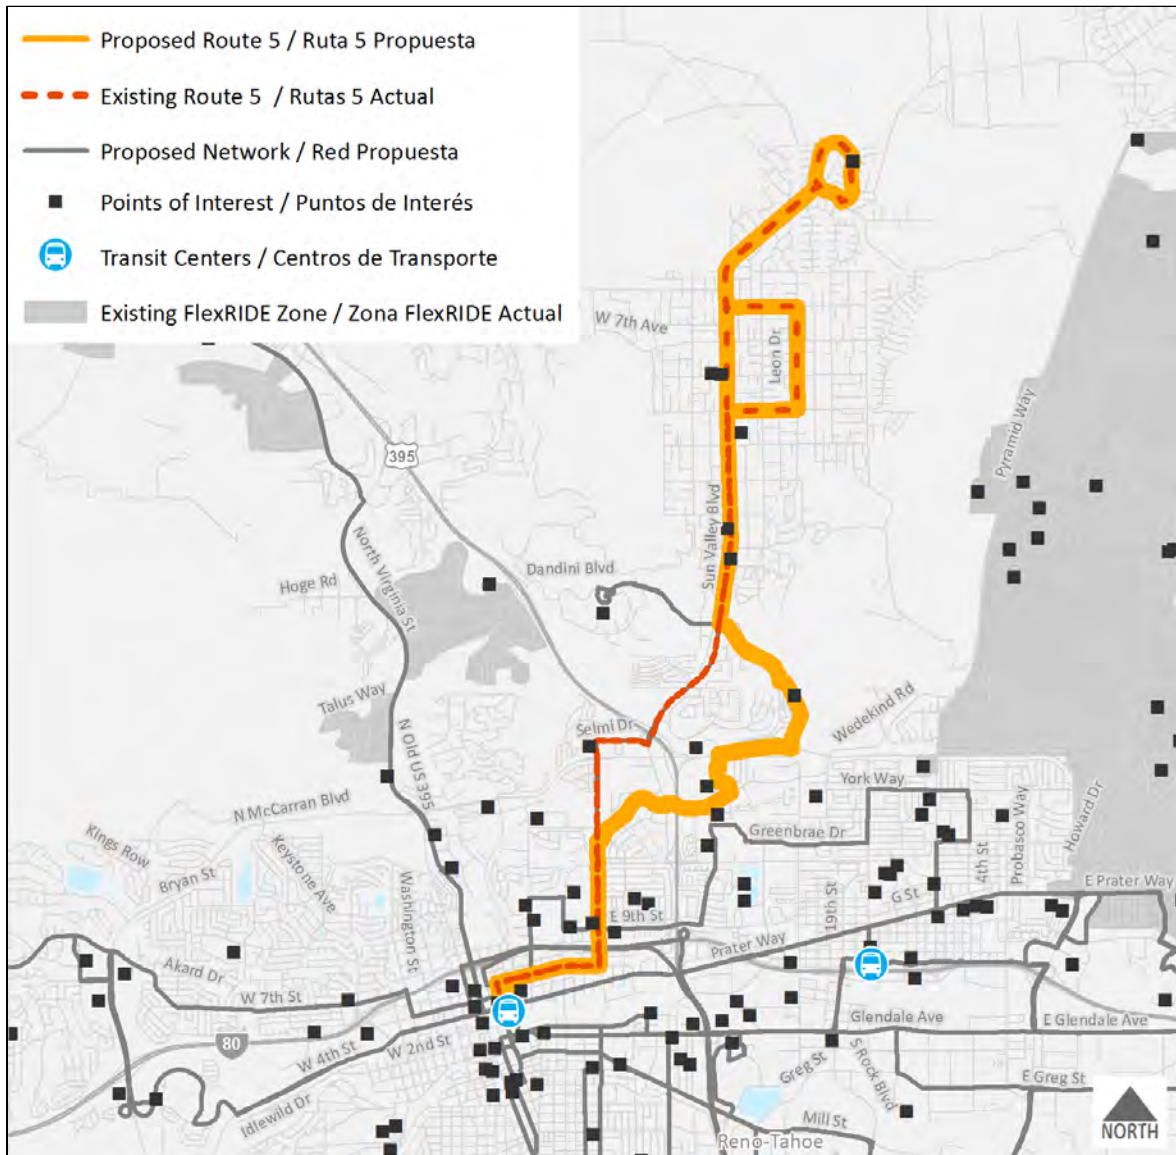 Proposed Route 5 / Ruta 5 Propuesta
Existing Route 5 / Rutas 5 Actual
Proposed Network / Red Propuesta
Points of Interest / Puntos de Interés
Transit Centers / Centros de Transporte
Existing FlexRIDE Zone / Zona FlexRIDE Actual
W 7th Ave
Leon Dr
Pyramid Way
395
Sun Valley Blvd
North Virginia St
Dandini Blvd
Hoge Rd
Talus Way
Selmi Dr
Wedekind Rd
N Old US 395
York Way
N McCarran Blvd
Greenbrae Dr
Howard Dr
Probasco Way
4th St
Kings Row
Bryan St
Keystone Ave
Washington St
E Prater Way
G St
19th St
E 9th St
Prater Way
Akard Dr
W 7th St
Glendale Ave
E Glendale Ave
80
W 4th St
W 2nd St
Greg St
S Rock Blvd
E Greg St
Idlewild Dr
Mill St
Reno-Tahoe
NORTH